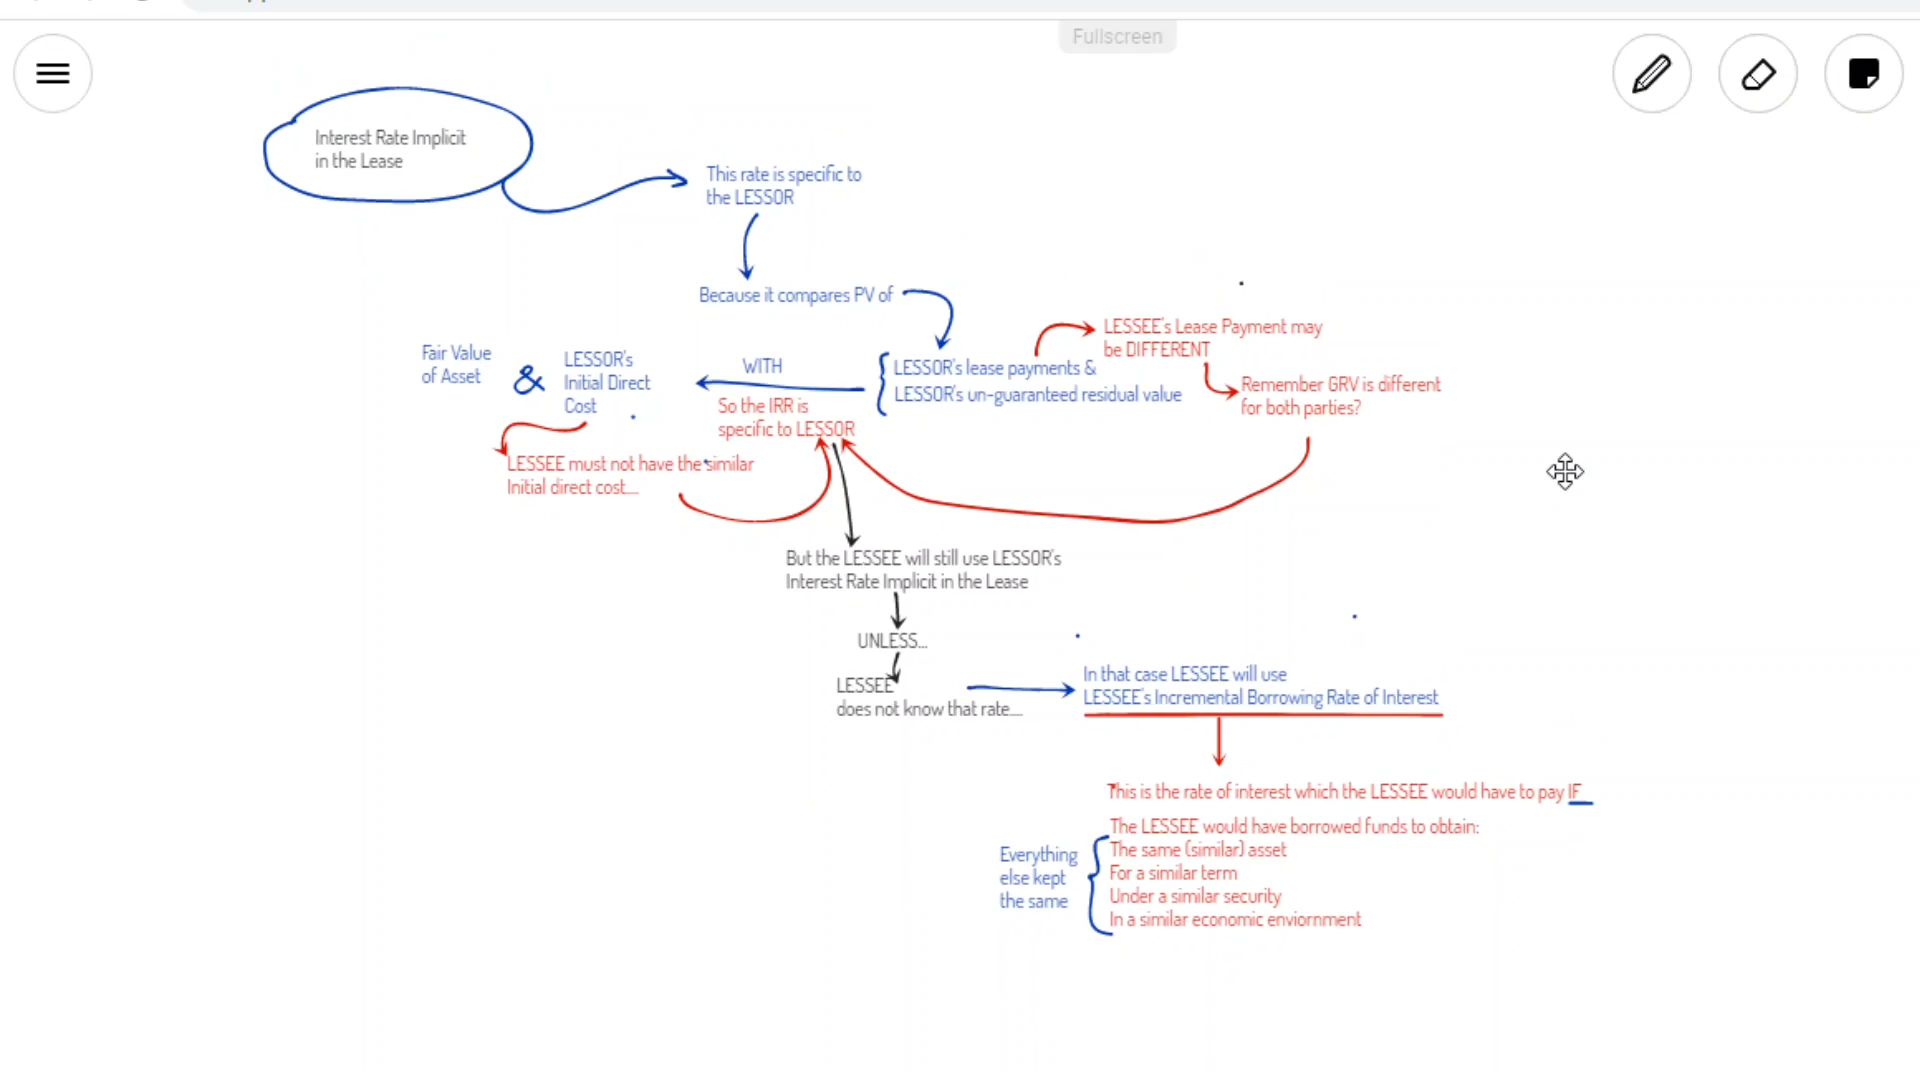 Fullscreen
Interest Rate Implicit
in the Lease
This rate is specific to
the LESSOR
Because it compares PV of
LESSOR's lease payments &
LESSOR's un-guaranteed residual value
LESSEE's Lease Payment may
be DIFFERENT
Remember GRV is different
for both parties?
WITH
LESSOR's
Initial Direct
Cost
&
Fair Value
of Asset
So the IRR is
specific to LESSOR
LESSEE must not have the similar
Initial direct cost....
But the LESSEE will still use LESSOR's
Interest Rate Implicit in the Lease
UNLESS...
LESSEE
does not know that rate....
In that case LESSEE will use
LESSEE's Incremental Borrowing Rate of Interest
This is the rate of interest which the LESSEE would have to pay IF
The LESSEE would have borrowed funds to obtain:
The same (similar) asset
For a similar term
Under a similar security
In a similar economic enviornment
Everything
else kept
the same